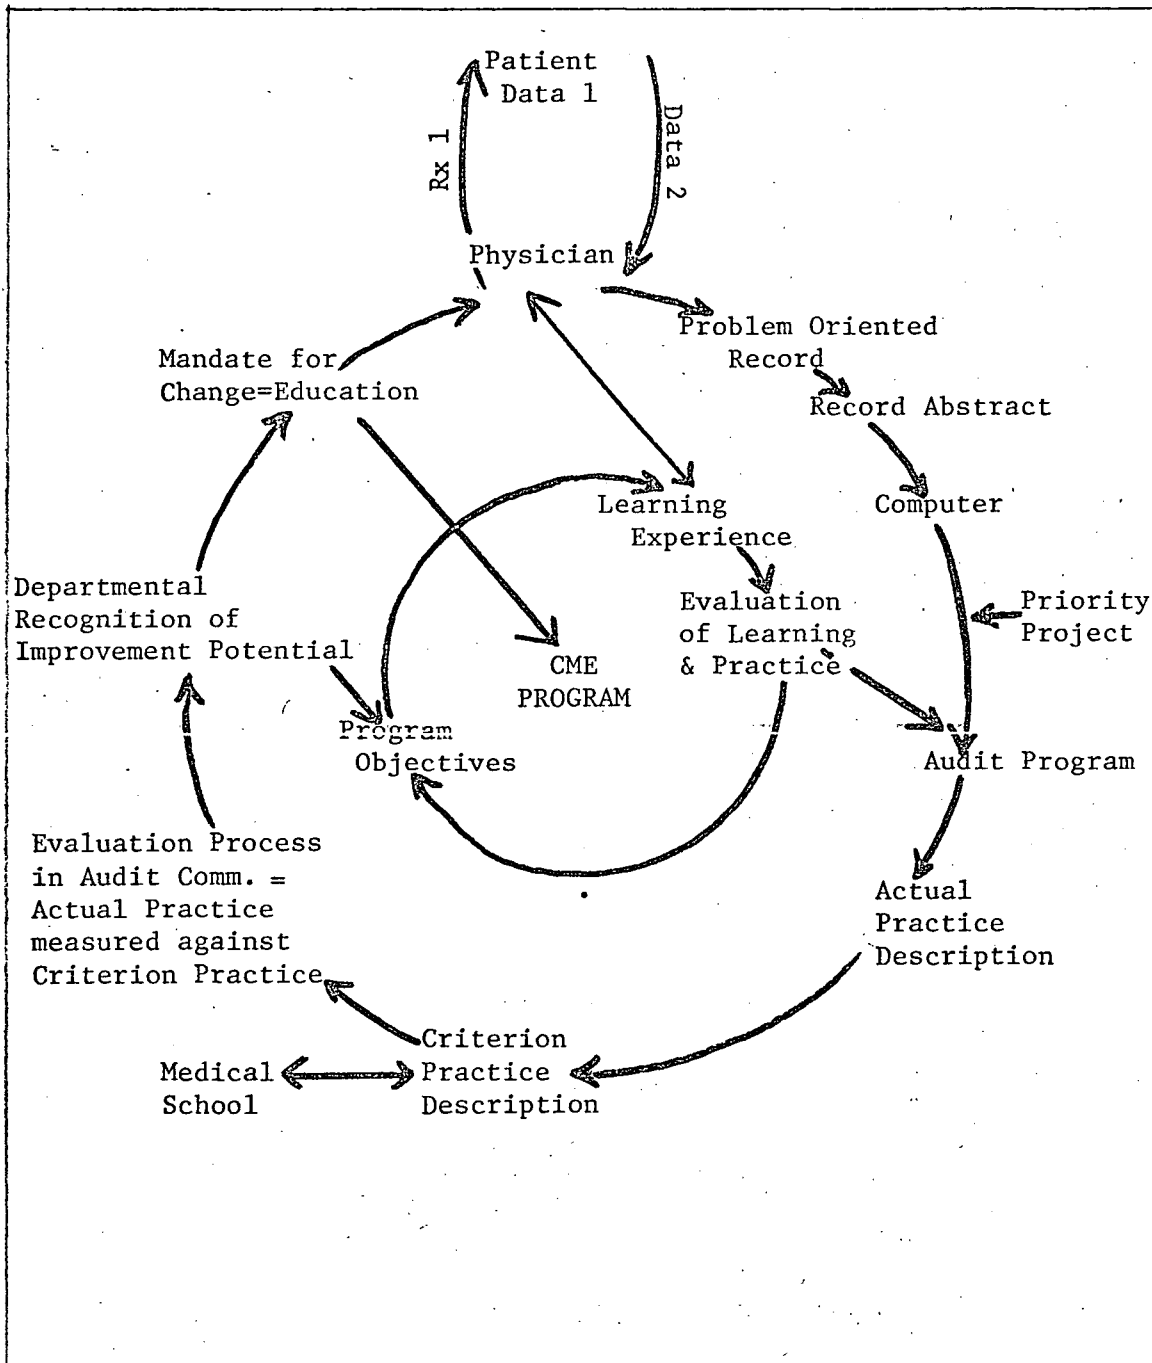 Patient
Data 1
Rx 1
Data 2
Physician
Problem Oriented
Record
Record Abstract
Computer
Priority
Project
Mandate for
Change=Education
Learning
Experience
Evaluation
of Learning
& Practice
CME
PROGRAM
Departmental
Recognition of
Improvement Potential
Program
Objectives
Audit Program
Actual
Practice
Description
Evaluation Process
in Audit Comm. =
Actual Practice
measured against
Criterion Practice
Criterion
Practice
Description
Medical
School